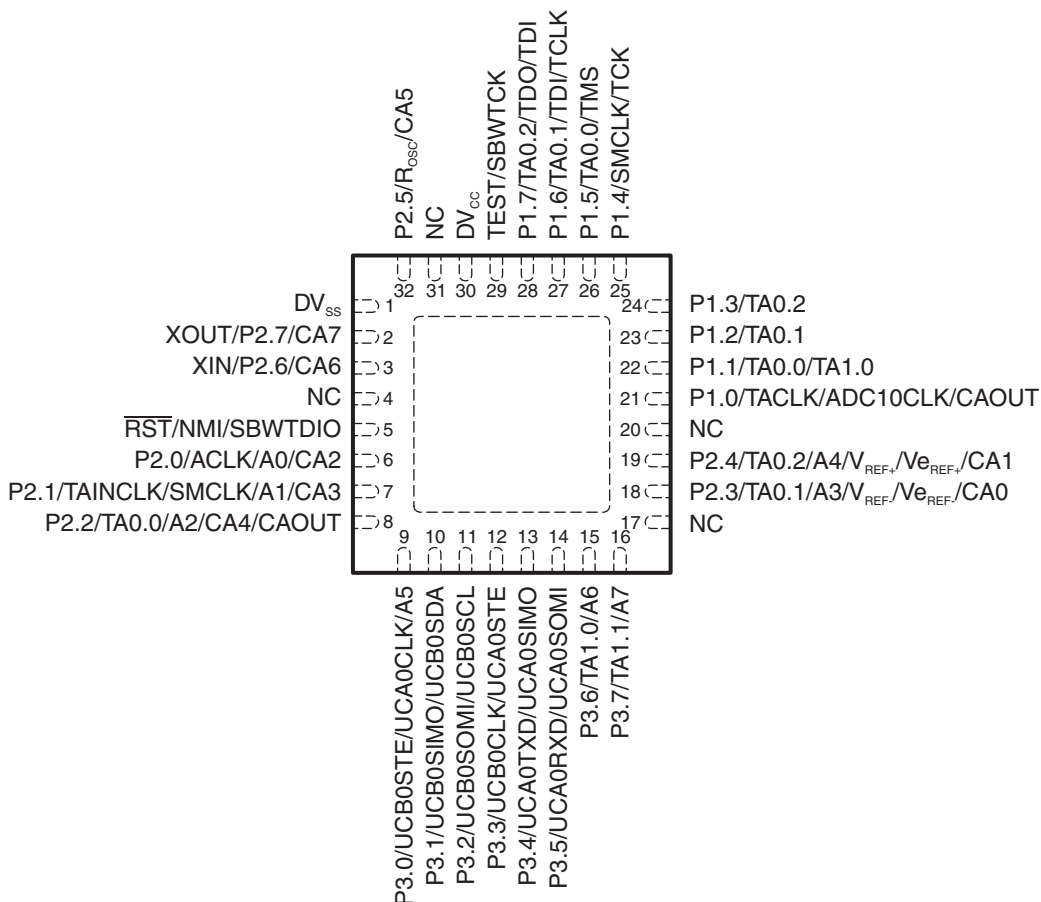 P2.5/R_OSC/CA5
NC
DV_CC
TEST/SBWTCK
P1.7/TA0.2/TDO/TDI
P1.6/TA0.1/TDI/TCLK
P1.5/TA0.0/TMS
P1.4/SMCLK/TCK
32 31 30 29 28 27 26 25
DV_SS 1
XOUT/P2.7/CA7 2
XIN/P2.6/CA6 3
NC 4
R̅S̅T̅/NMI/SBWTDIO 5
P2.0/ACLK/A0/CA2 6
P2.1/TAINCLK/SMCLK/A1/CA3 7
P2.2/TA0.0/A2/CA4/CAOUT 8
24 P1.3/TA0.2
23 P1.2/TA0.1
22 P1.1/TA0.0/TA1.0
21 P1.0/TACLK/ADC10CLK/CAOUT
20 NC
19 P2.4/TA0.2/A4/V_REF+/Ve_REF+/CA1
18 P2.3/TA0.1/A3/V_REF-/Ve_REF-/CA0
17 NC
9 10 11 12 13 14 15 16
P3.0/UCB0STE/UCA0CLK/A5
P3.1/UCB0SIMO/UCB0SDA
P3.2/UCB0SOMI/UCB0SCL
P3.3/UCB0CLK/UCA0STE
P3.4/UCA0TXD/UCA0SIMO
P3.5/UCA0RXD/UCA0SOMI
P3.6/TA1.0/A6
P3.7/TA1.1/A7